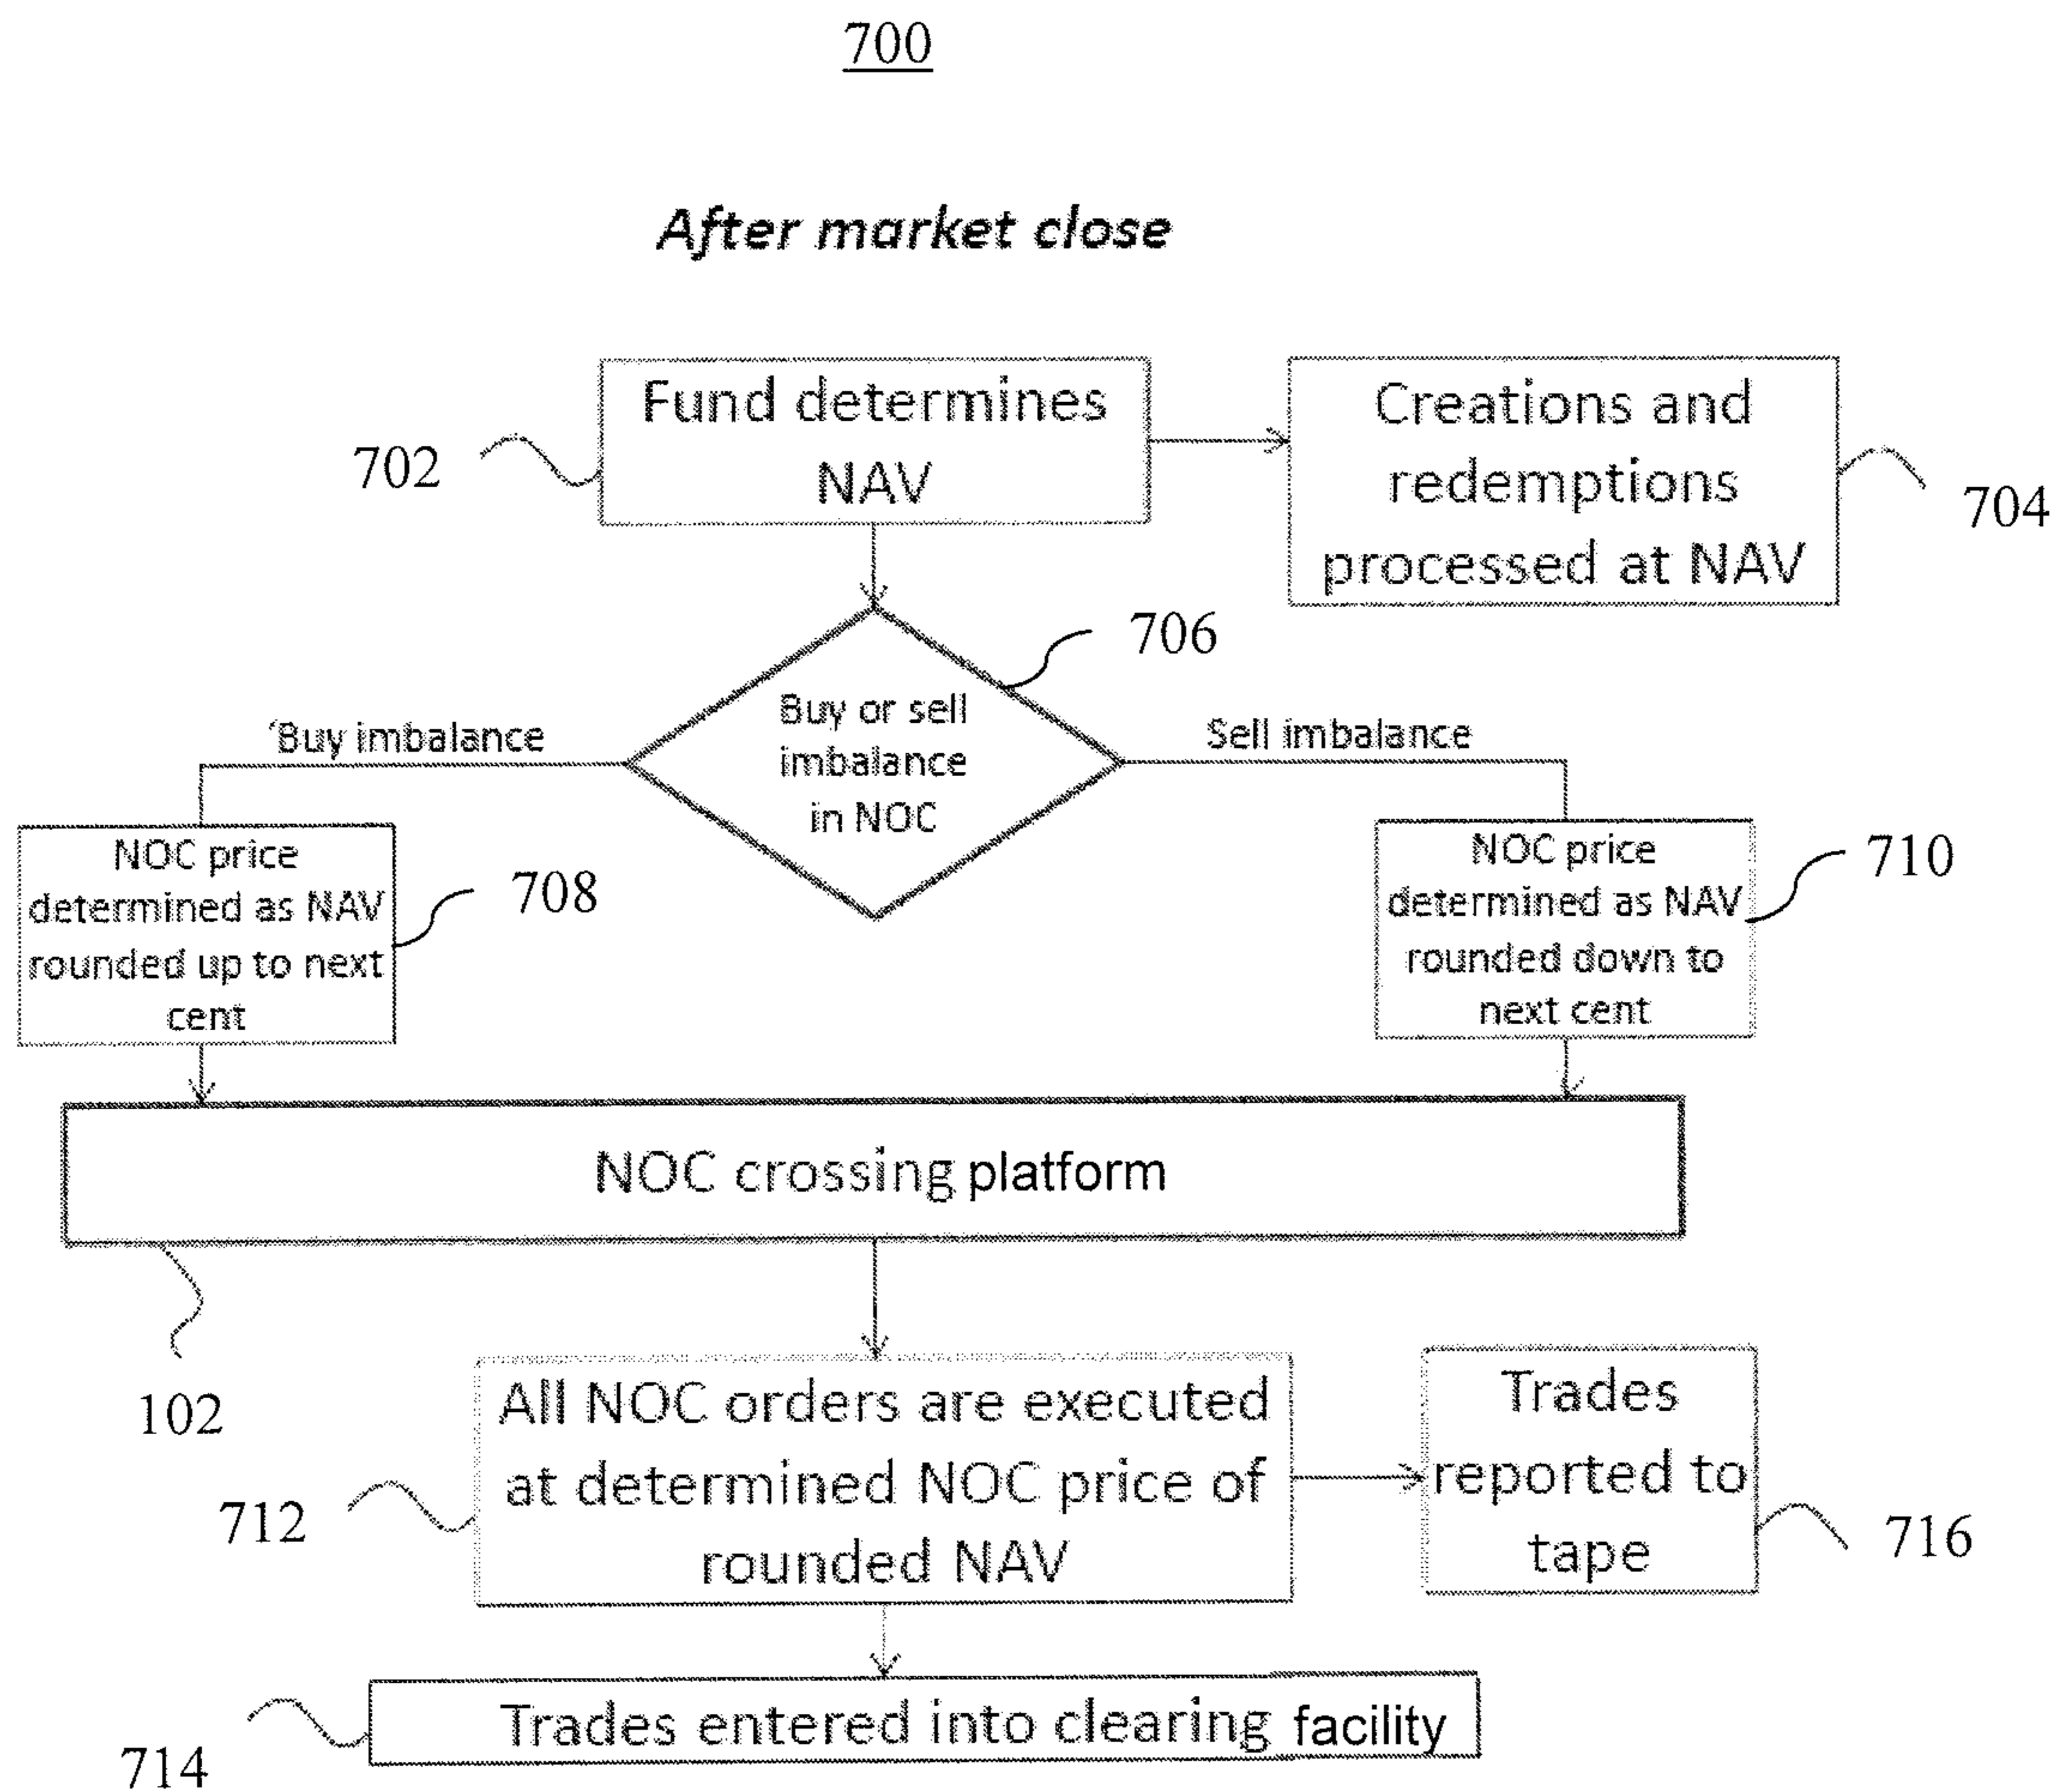 700
After market close
Fund determines
NAV
702
Creations and
redemptions
processed at NAV
704
706
Buy or sell
imbalance
in NOC
'Buy imbalance
Sell imbalance
NOC price
determined as NAV
rounded up to next
cent
708
NOC price
determined as NAV
rounded down to
next cent
710
NOC crossing platform
102
All NOC orders are executed
at determined NOC price of
rounded NAV
712
Trades
reported to
tape
716
Trades entered into clearing facility
714